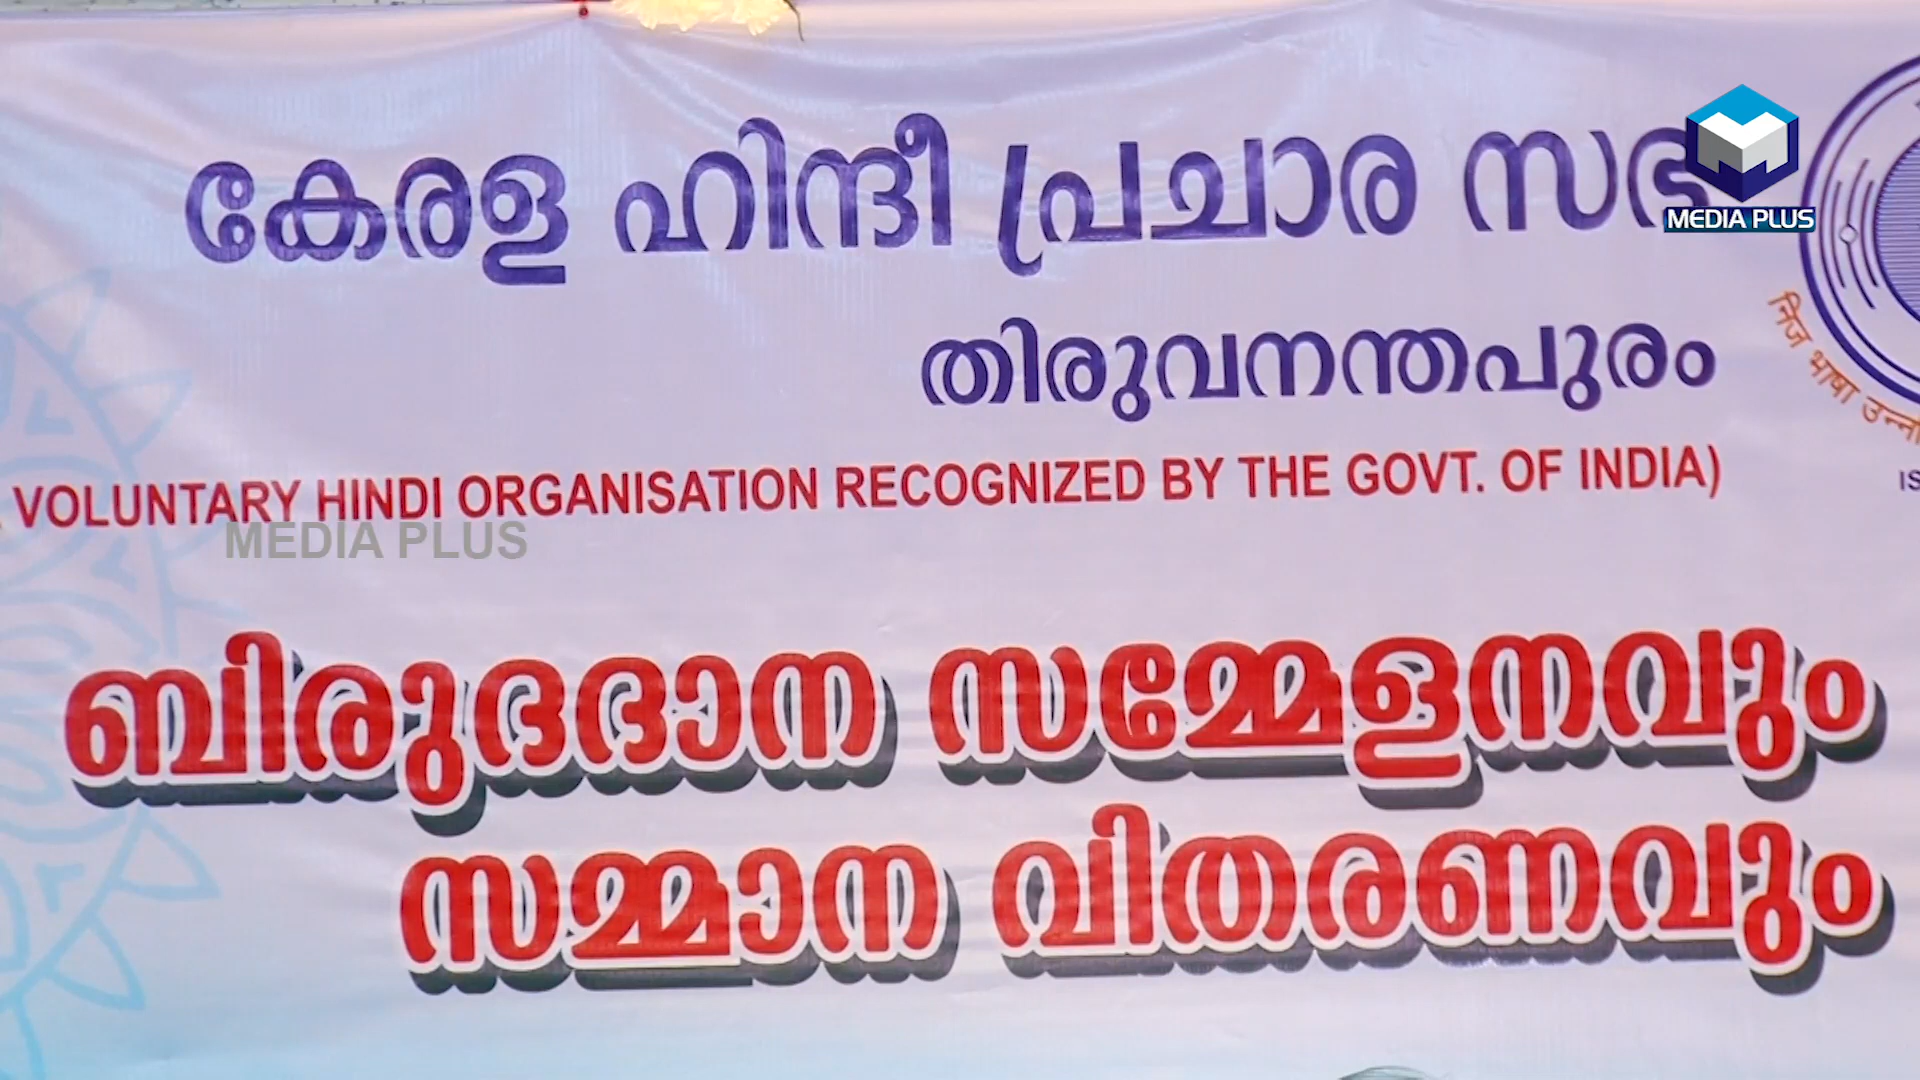 കേരള ഹിന്ദീ പ്രചാര സഭ
MEDIA PLUS
തിരുവനന്തപുരം
निज भाषा
VOLUNTARY HINDI ORGANISATION RECOGNIZED BY THE GOVT. OF INDIA)
MEDIA PLUS
ബിരുദദാന സമ്മേളനവും
സമ്മാന വിതരണവും